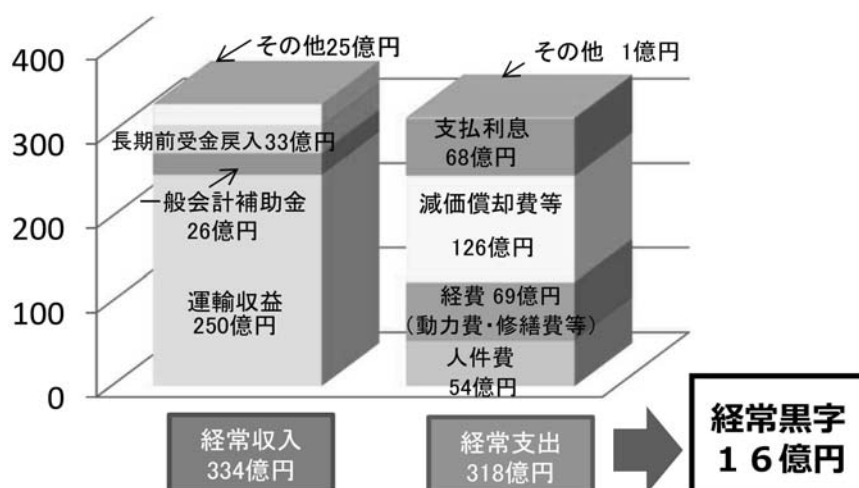 400
300
200
100
0
その他25億円
長期前受金戻入33億円
一般会計補助金
26億円
運輸収益
250億円
その他 1億円
支払利息
68億円
減価償却費等
126億円
経費 69億円
(動力費・修繕費等)
人件費
54億円
経常収入
334億円
経常支出
318億円
経常黒字
16億円